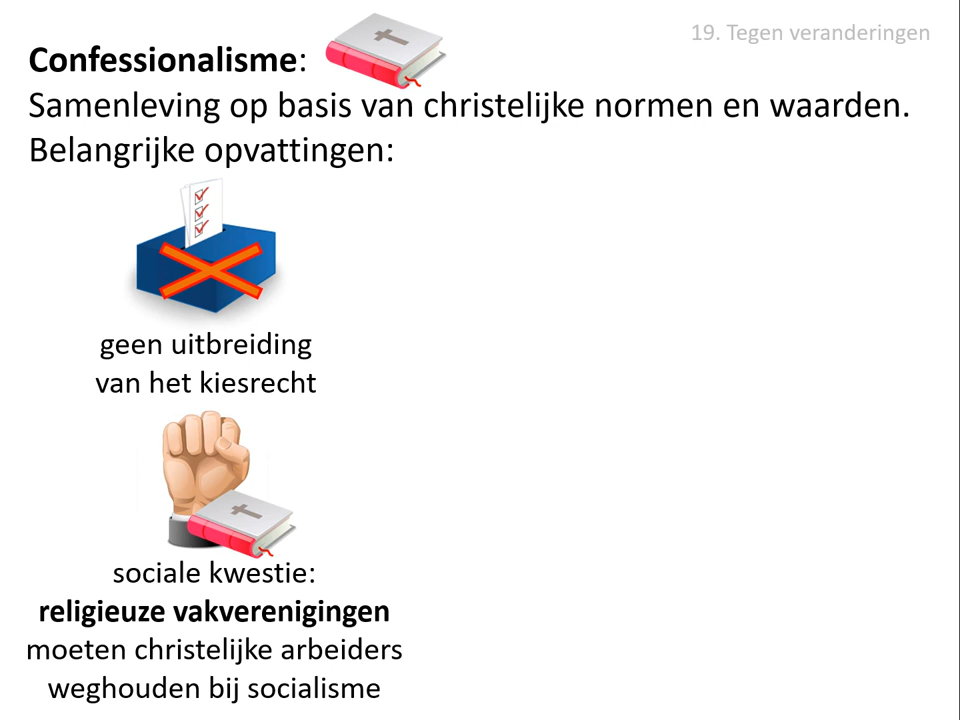 19. Tegen veranderingen
Confessionalisme:
Samenleving op basis van christelijke normen en waarden.
Belangrijke opvattingen:
geen uitbreiding
van het kiesrecht
sociale kwestie:
religieuze vakverenigingen
moeten christelijke arbeiders
weghouden bij socialisme